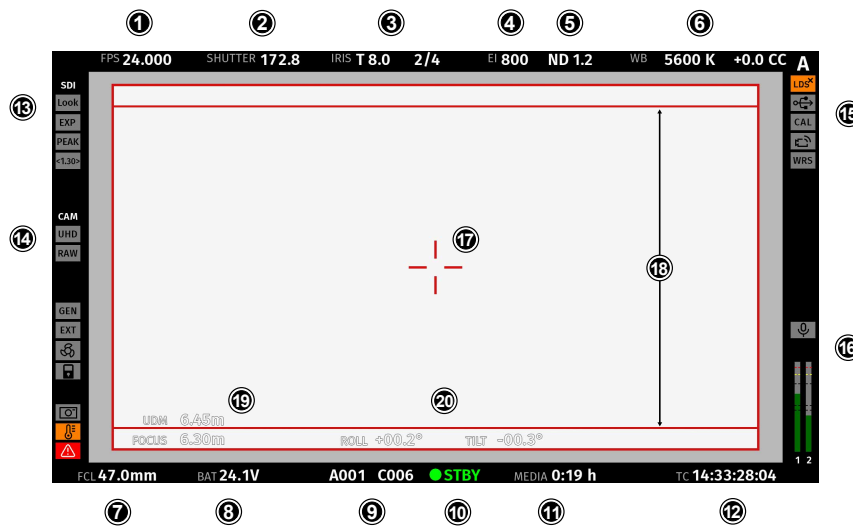 1 2 3 4 5 6
FPS 24.000 SHUTTER 172.8 IRIS T 8.0 2/4 EI 800 ND 1.2 WB 5600 K +0.0 CC A
SDI LDSX
13 Look 15
EXP CAL
PEAK
<1.30> WRS
CAM
14 UHD 17
RAW
18
GEN
EXT
16
19 20
UDM 6.45m
FOCUS 6.30m ROLL +00.2° TILT -00.3°
1 2
FCL 47.0mm BAT 24.1V A001 C006 STBY MEDIA 0:19 h TC 14:33:28:04
7 8 9 10 11 12